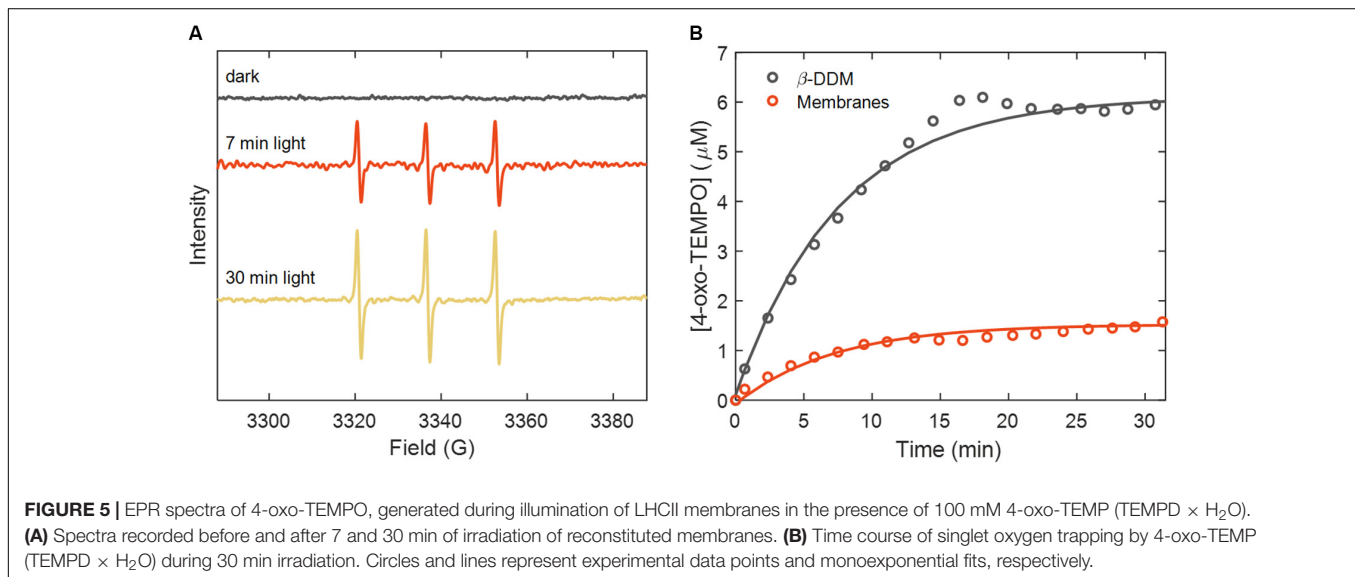 A
dark
7 min light
30 min light
Intensity
3300 3320 3340 3360 3380
Field (G)
B
7
6
5
4
3
2
1
0
[4-oxo-TEMPO] ( μM)
β-DDM
Membranes
0 5 10 15 20 25 30
Time (min)
FIGURE 5 | EPR spectra of 4-oxo-TEMPO, generated during illumination of LHCII membranes in the presence of 100 mM 4-oxo-TEMP (TEMPD × H₂O).
(A) Spectra recorded before and after 7 and 30 min of irradiation of reconstituted membranes. (B) Time course of singlet oxygen trapping by 4-oxo-TEMP
(TEMPD × H₂O) during 30 min irradiation. Circles and lines represent experimental data points and monoexponential fits, respectively.